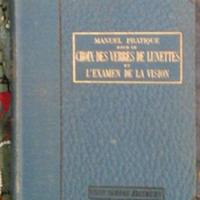 MANUEL PRATIQUE
POUR LE
CHOIX DES VERRES DE LUNETTES
ET
L'EXAMEN DE LA VISION